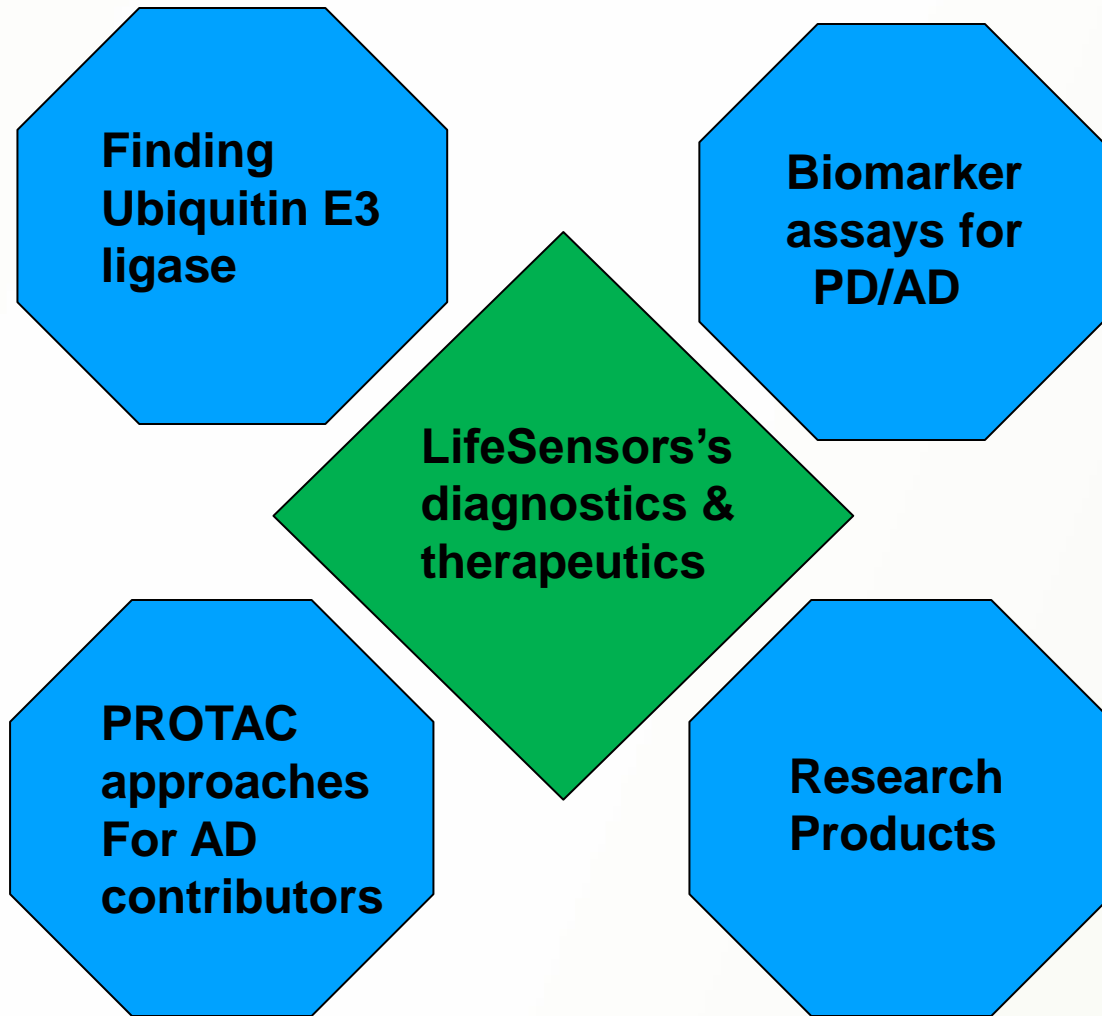 Finding
Ubiquitin E3
ligase
Biomarker
assays for
PD/AD
LifeSensors's
diagnostics &
therapeutics
PROTAC
approaches
For AD
contributors
Research
Products